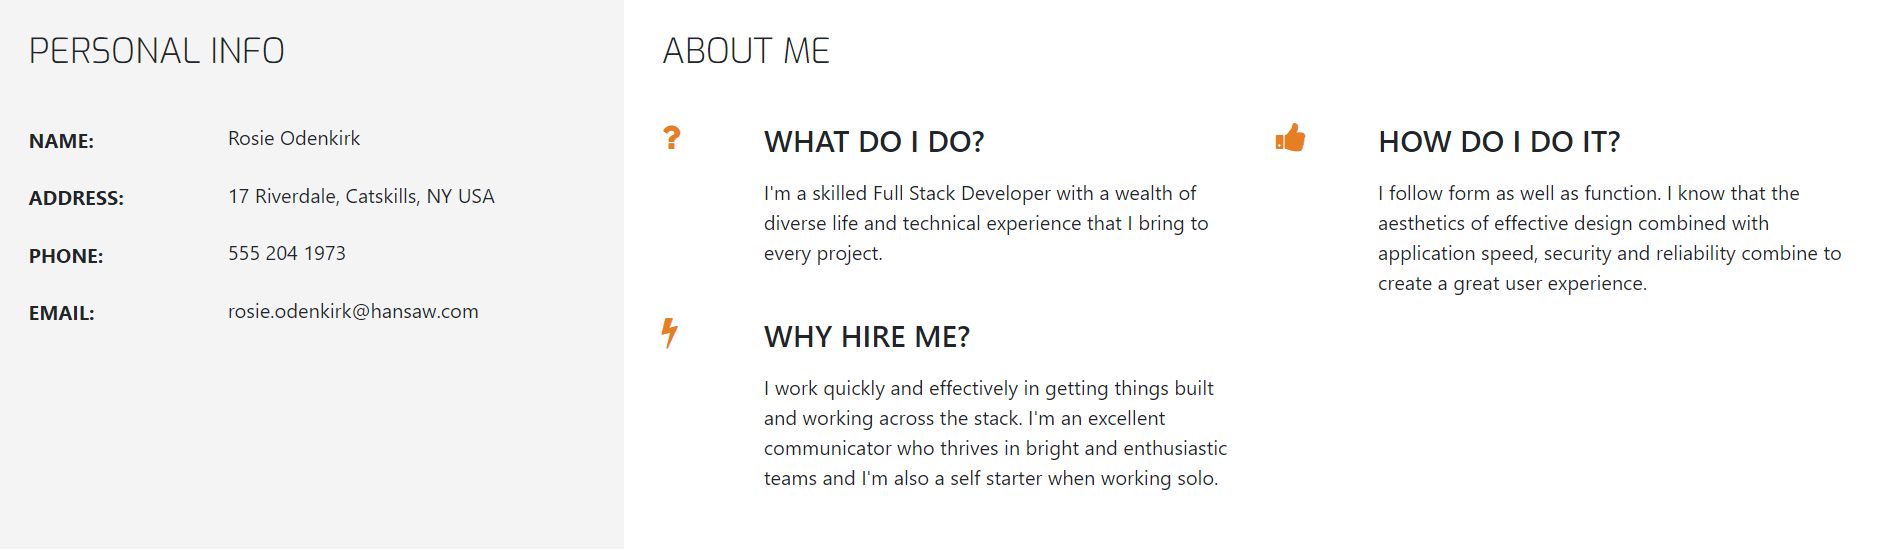 PERSONAL INFO
NAME: Rosie Odenkirk
ADDRESS: 17 Riverdale, Catskills, NY USA
PHONE: 555 204 1973
EMAIL: rosie.odenkirk@hansaw.com
ABOUT ME
?
WHAT DO I DO?
I'm a skilled Full Stack Developer with a wealth of
diverse life and technical experience that I bring to
every project.
HOW DO I DO IT?
I follow form as well as function. I know that the
aesthetics of effective design combined with
application speed, security and reliability combine to
create a great user experience.
WHY HIRE ME?
I work quickly and effectively in getting things built
and working across the stack. I'm an excellent
communicator who thrives in bright and enthusiastic
teams and I'm also a self starter when working solo.